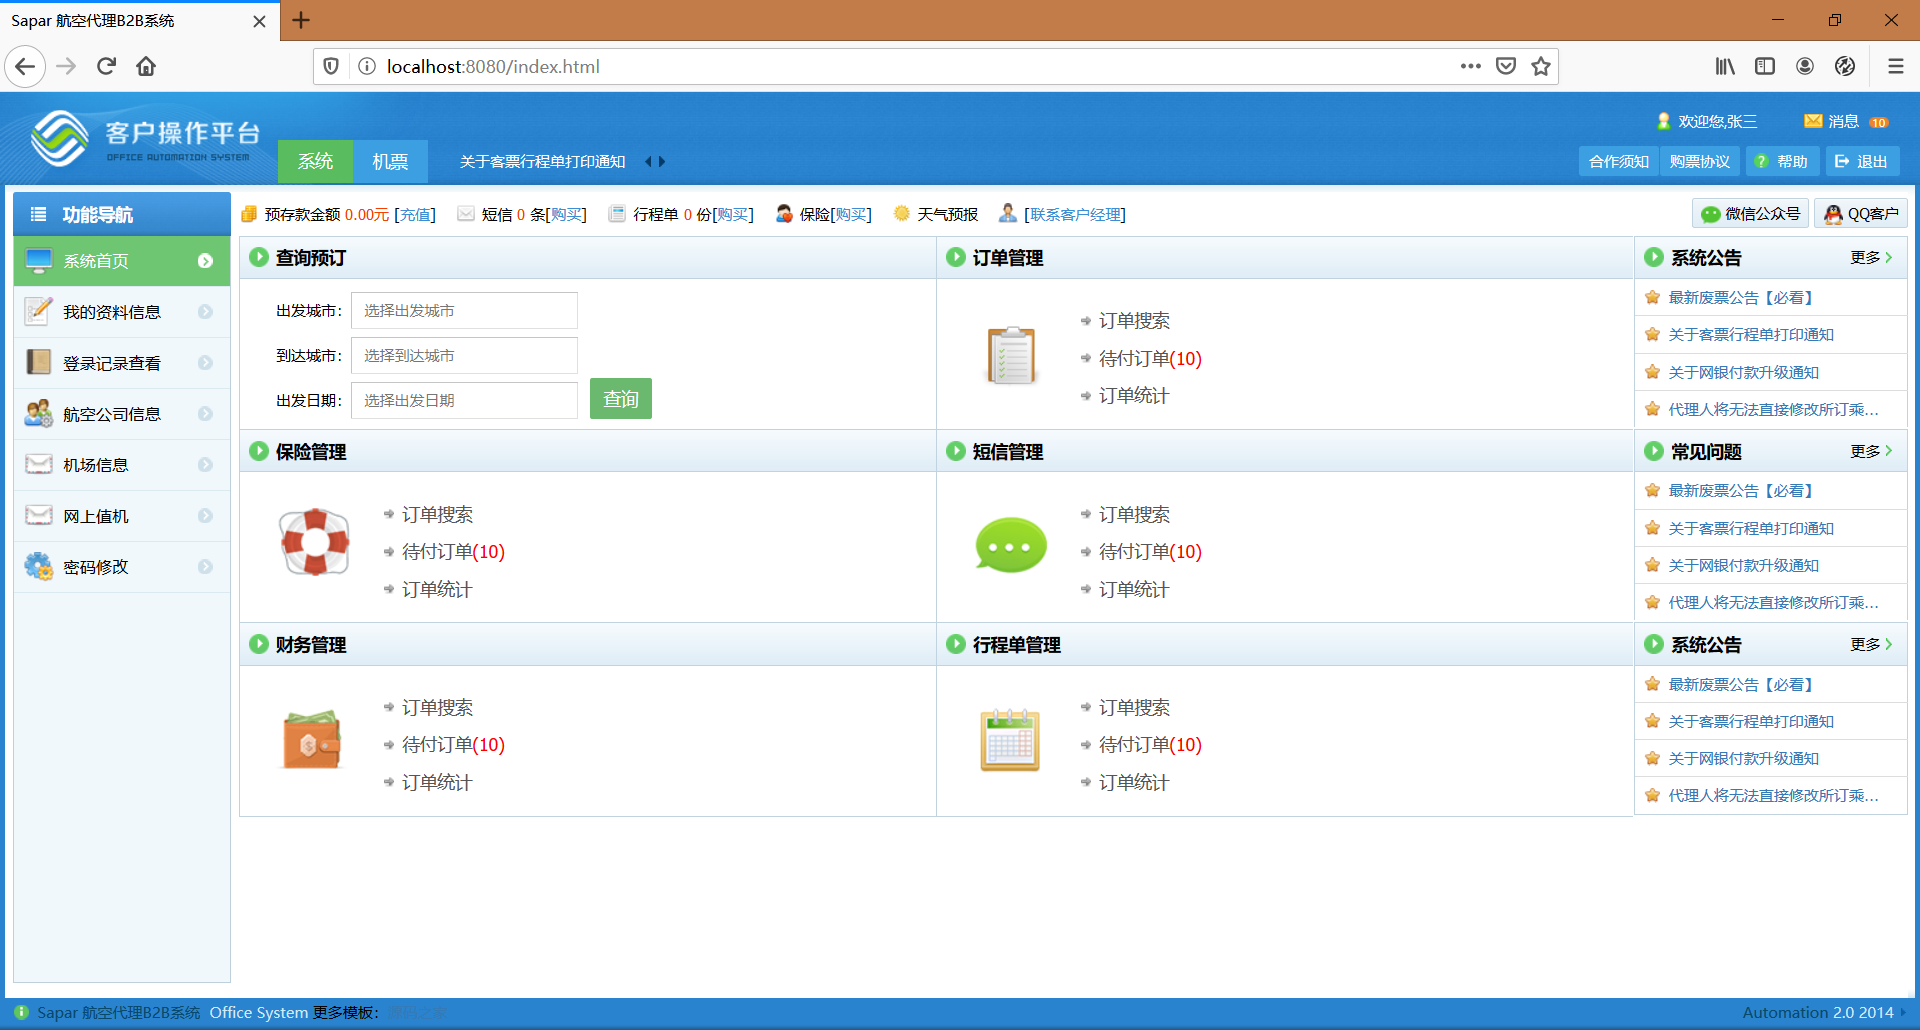 Sapar 航空代理B2B系统
localhost:8080/index.html
客户操作平台
OFFICE AUTOMATION SYSTEM
系统 机票 关于客票行程单打印通知
欢迎您,张三 消息 10
合作须知 购票协议 帮助 退出
功能导航
系统首页
我的资料信息
登录记录查看
航空公司信息
机场信息
网上值机
密码修改
预存款金额 0.00元 [充值] 短信 0 条[购买] 行程单 0 份[购买] 保险[购买] 天气预报 [联系客户经理]
微信公众号 QQ客户
查询预订
出发城市： 选择出发城市
到达城市： 选择到达城市
出发日期： 选择出发日期 查询
订单管理
订单搜索
待付订单(10)
订单统计
保险管理
订单搜索
待付订单(10)
订单统计
短信管理
订单搜索
待付订单(10)
订单统计
财务管理
订单搜索
待付订单(10)
订单统计
行程单管理
订单搜索
待付订单(10)
订单统计
系统公告 更多
最新废票公告【必看】
关于客票行程单打印通知
关于网银付款升级通知
代理人将无法直接修改所订乘...
常见问题 更多
最新废票公告【必看】
关于客票行程单打印通知
关于网银付款升级通知
代理人将无法直接修改所订乘...
系统公告 更多
最新废票公告【必看】
关于客票行程单打印通知
关于网银付款升级通知
代理人将无法直接修改所订乘...
Sapar 航空代理B2B系统 Office System 更多模板：
Automation 2.0 2014